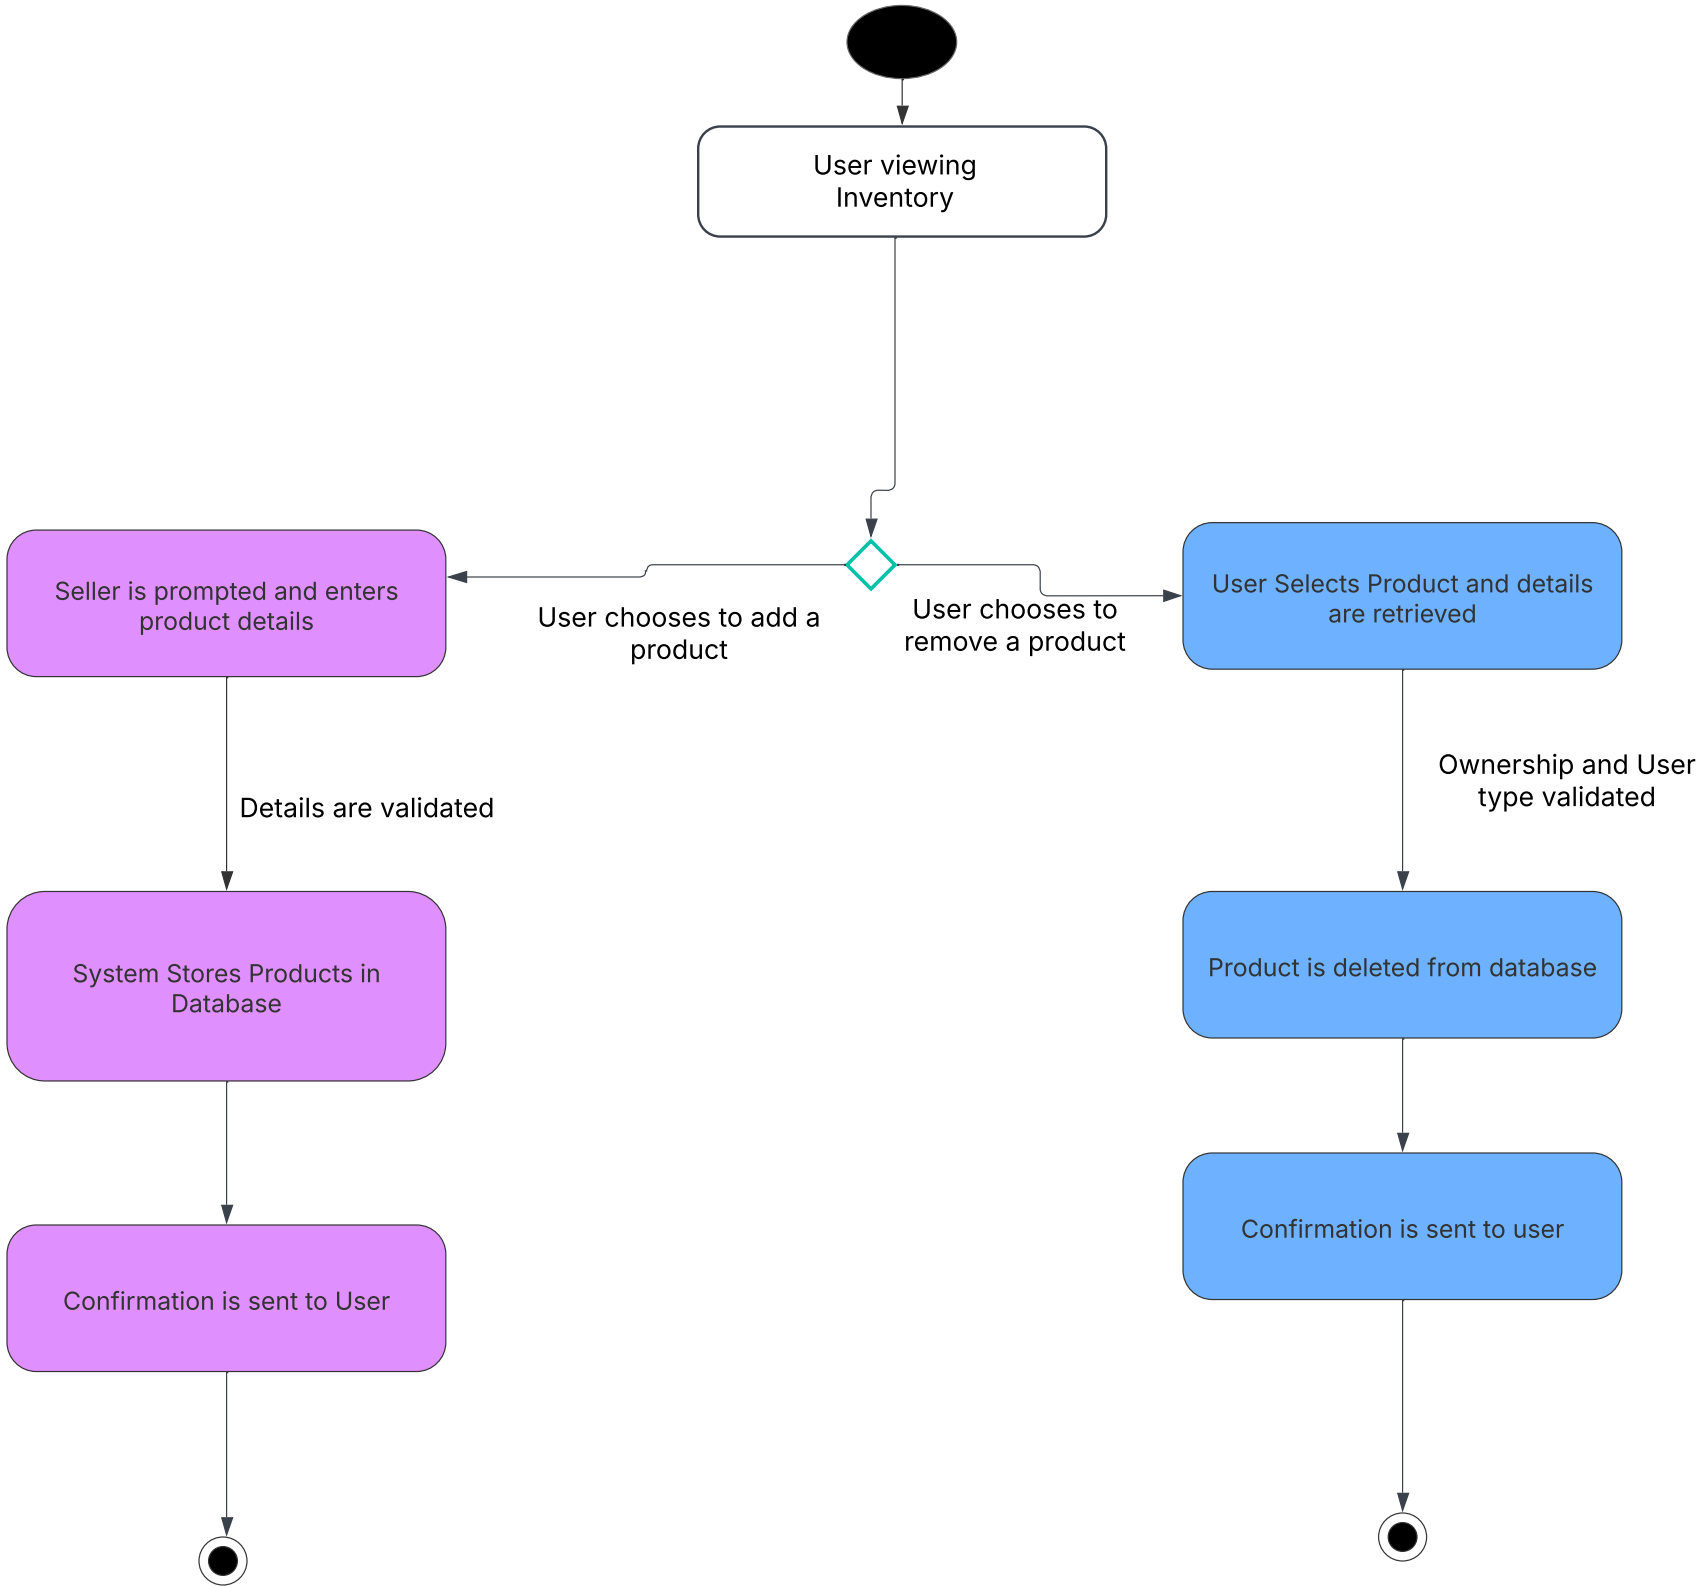 User viewing
Inventory
Seller is prompted and enters
product details
User chooses to add a
product
User chooses to
remove a product
User Selects Product and details
are retrieved
Details are validated
Ownership and User
type validated
System Stores Products in
Database
Product is deleted from database
Confirmation is sent to User
Confirmation is sent to user